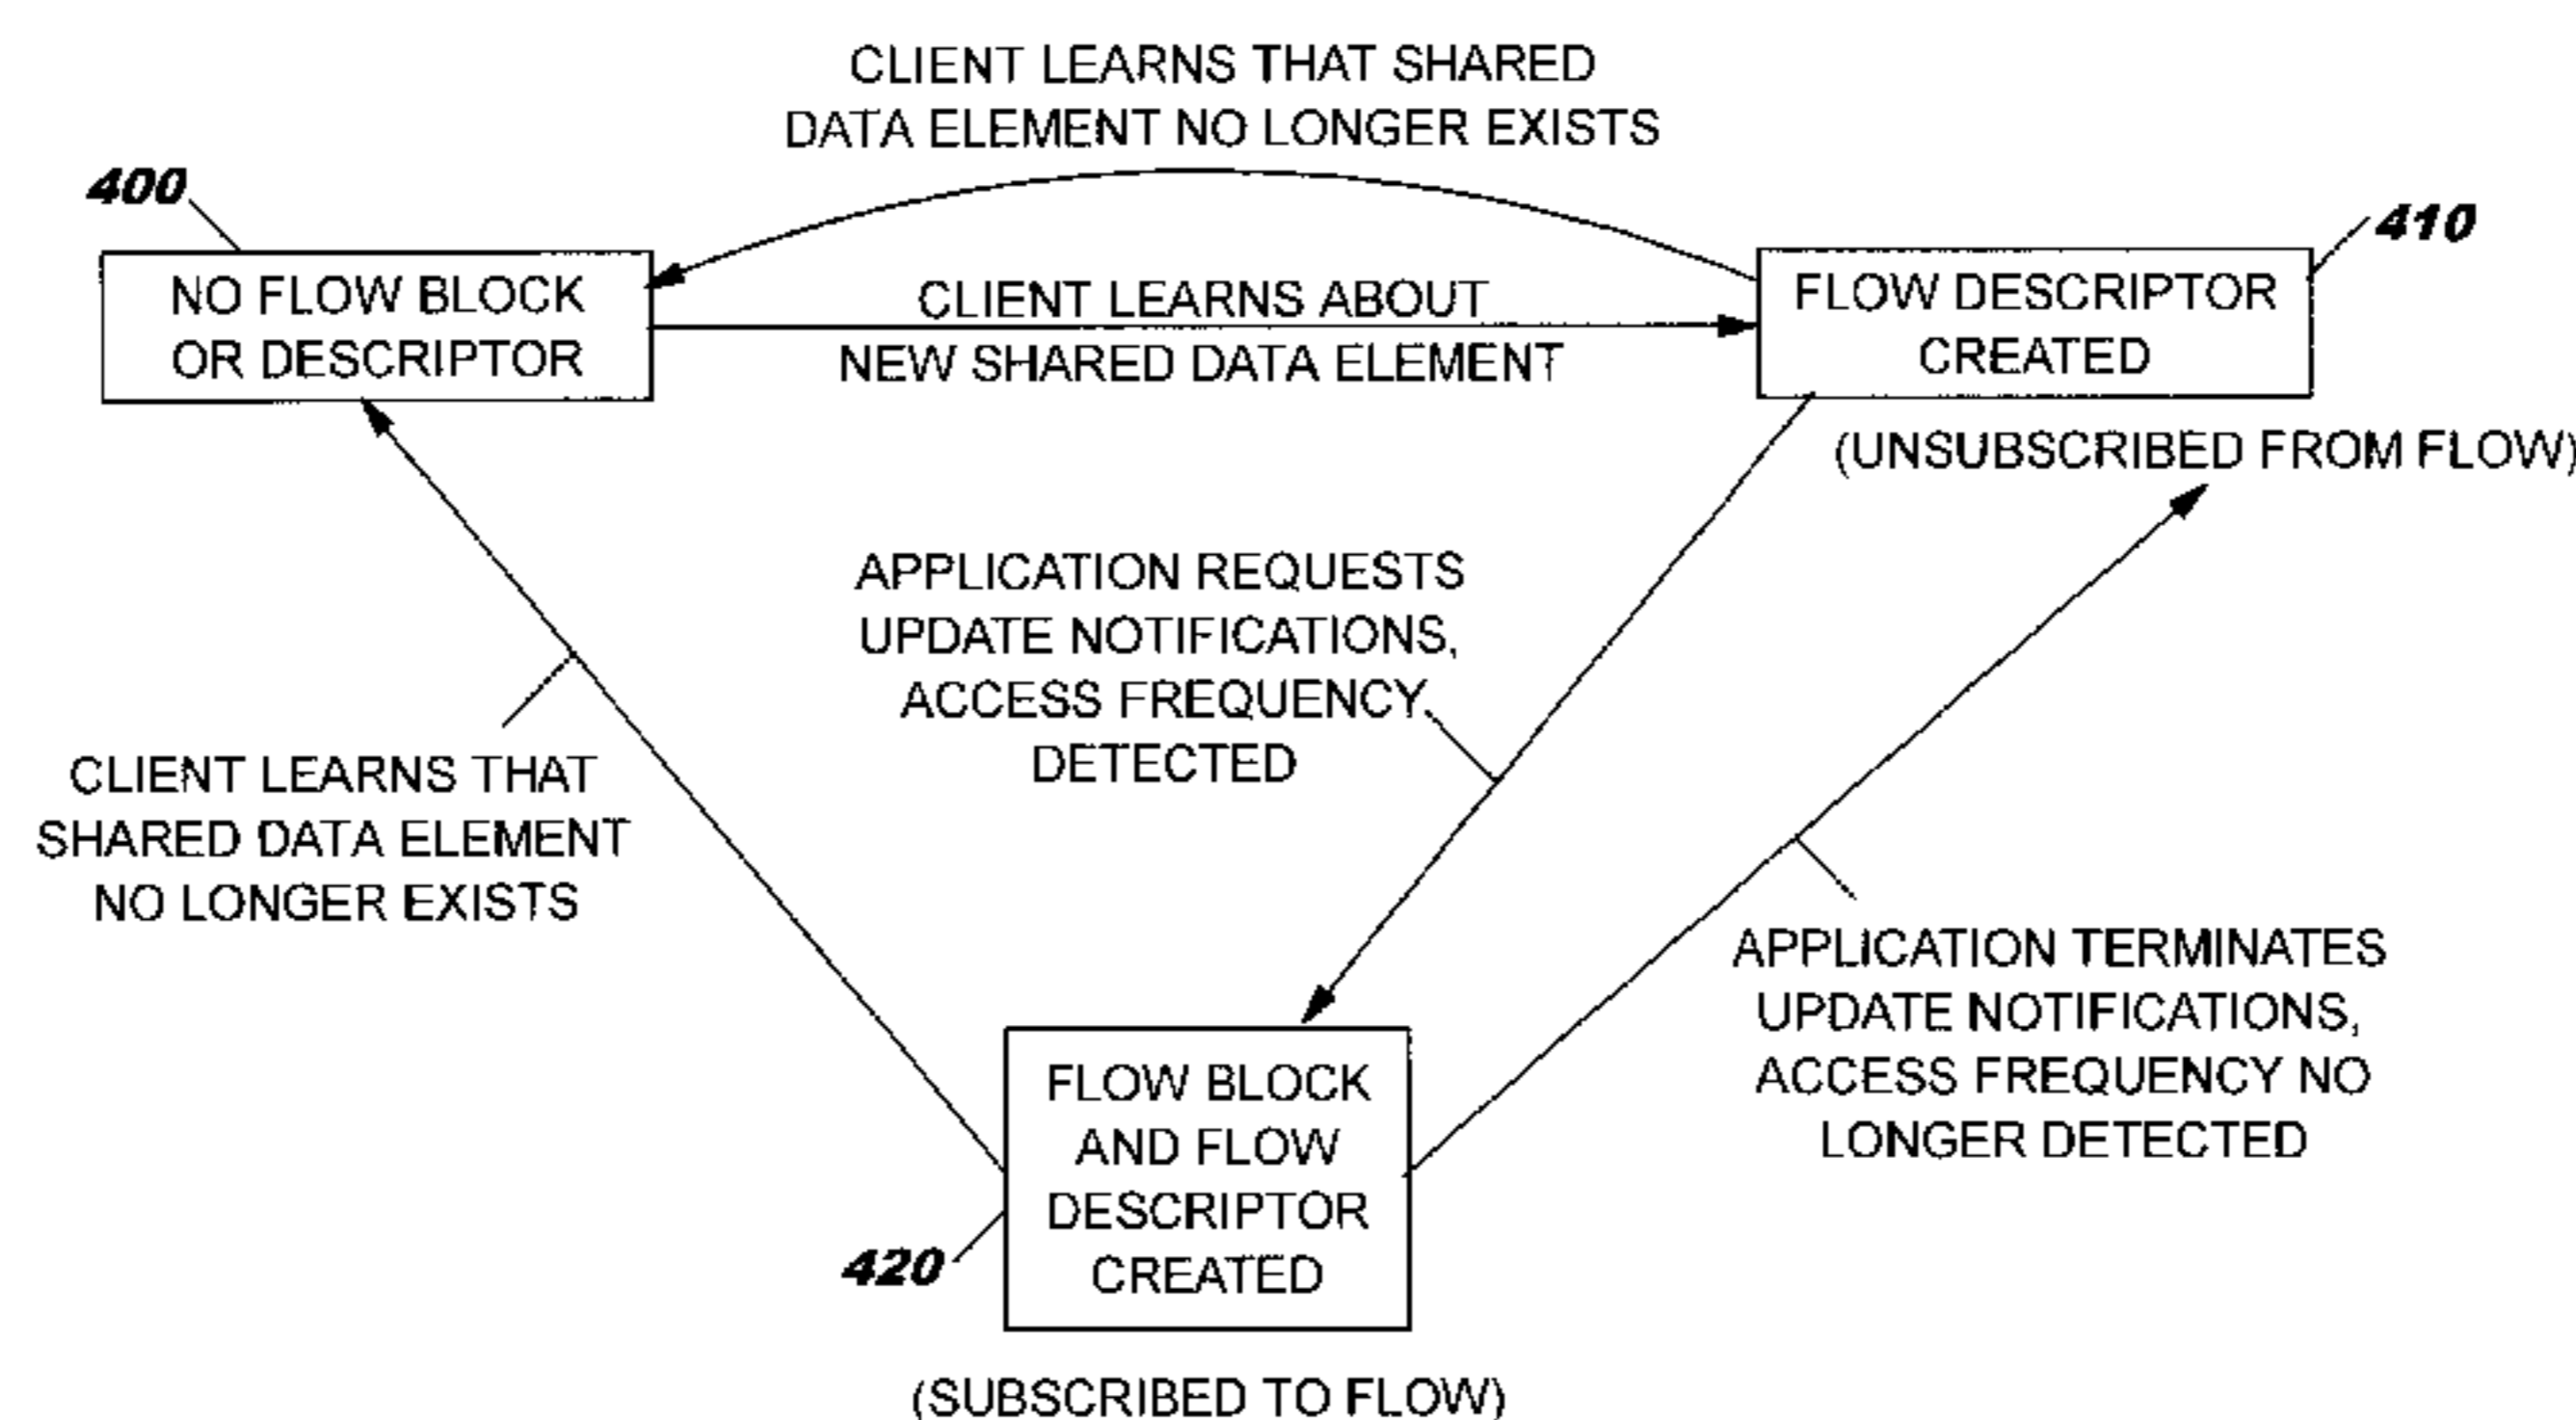 CLIENT LEARNS THAT SHARED
DATA ELEMENT NO LONGER EXISTS
400
410
NO FLOW BLOCK
OR DESCRIPTOR
CLIENT LEARNS ABOUT
NEW SHARED DATA ELEMENT
FLOW DESCRIPTOR
CREATED
(UNSUBSCRIBED FROM FLOW)
APPLICATION REQUESTS
UPDATE NOTIFICATIONS,
ACCESS FREQUENCY
DETECTED
CLIENT LEARNS THAT
SHARED DATA ELEMENT
NO LONGER EXISTS
APPLICATION TERMINATES
UPDATE NOTIFICATIONS,
ACCESS FREQUENCY NO
LONGER DETECTED
FLOW BLOCK
AND FLOW
DESCRIPTOR
CREATED
420
(SUBSCRIBED TO FLOW)